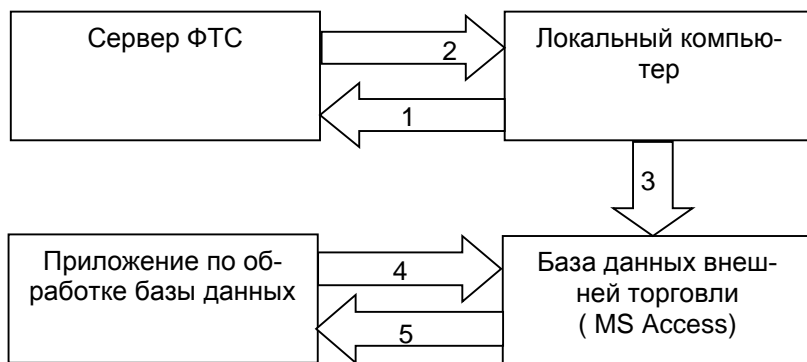 Сервер ФТС
2
Локальный компью-
тер
1
3
Приложение по об-
работке базы данных
4
База данных внеш-
ней торговли
( MS Access)
5